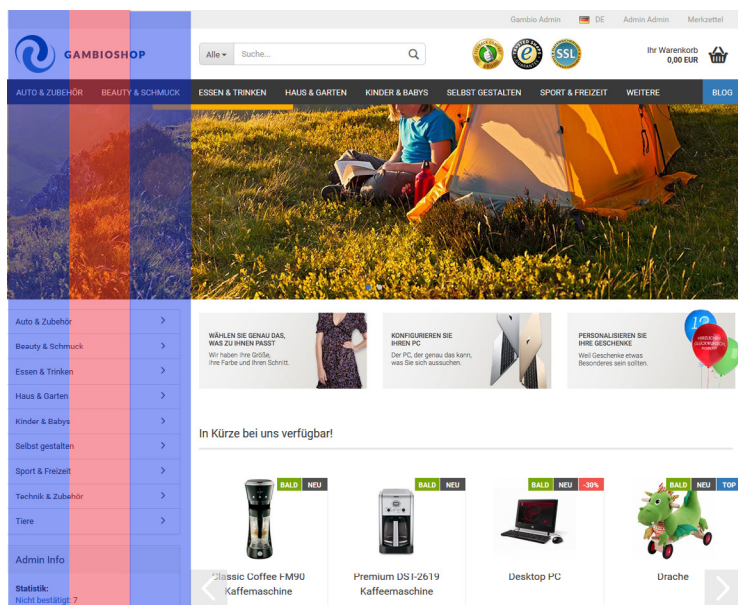 Gambio Admin DE Admin Admin Merkzettel
GAMBIOSHOP
Alle Suche...
SSL
Ihr Warenkorb
0,00 EUR
AUTO & ZUBEHÖR BEAUTY & SCHMUCK ESSEN & TRINKEN HAUS & GARTEN KINDER & BABYS SELBST GESTALTEN SPORT & FREIZEIT WEITERE BLOG
Auto & Zubehör
Beauty & Schmuck
Essen & Trinken
Haus & Garten
Kinder & Babys
Selbst gestalten
Sport & Freizeit
Technik & Zubehör
Tiere
Admin Info
Statistik:
Nicht bestätigt: 7
WÄHLEN SIE GENAU DAS,
WAS ZU IHNEN PASST
Wir haben Ihre Größe,
Ihre Farbe und Ihren Schnitt.
KONFIGURIEREN SIE
IHREN PC
Der PC, der genau das kann,
was Sie sich aussuchen.
PERSONALISIEREN SIE
IHRE GESCHENKE
Weil Geschenke etwas
Besonderes sein sollten.
In Kürze bei uns verfügbar!
BALD NEU
BALD NEU
BALD NEU -30%
BALD NEU TOP
Classic Coffee FM90
Kaffemaschine
Premium DST-2619
Kaffeemaschine
Desktop PC
Drache